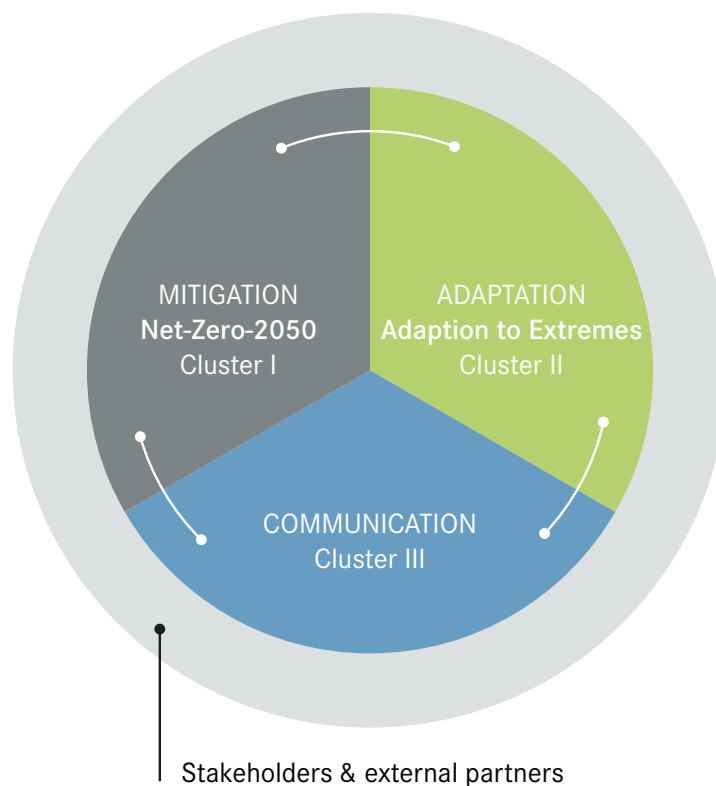 MITIGATION
Net-Zero-2050
Cluster I
ADAPTATION
Adaption to Extremes
Cluster II
COMMUNICATION
Cluster III
Stakeholders & external partners